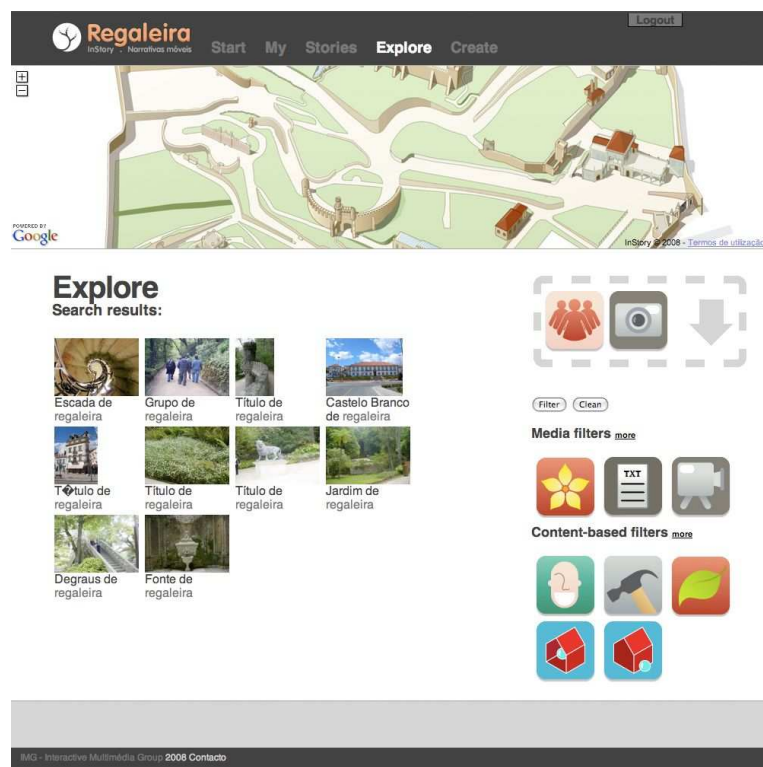 Logout
Regaleira
InStory . Narrativas móveis
Start My Stories Explore Create
+
−
POWERED BY
Google
InStory © 2008 - Termos de utilização
Explore
Search results:
Escada de
regaleira
Grupo de
regaleira
Título de
regaleira
Castelo Branco
de regaleira
T�tulo de
regaleira
Título de
regaleira
Título de
regaleira
Jardim de
regaleira
Degraus de
regaleira
Fonte de
regaleira
Filter Clean
Media filters more
TXT
Content-based filters more
IMG - Interactive Multimédia Group 2008 Contacto